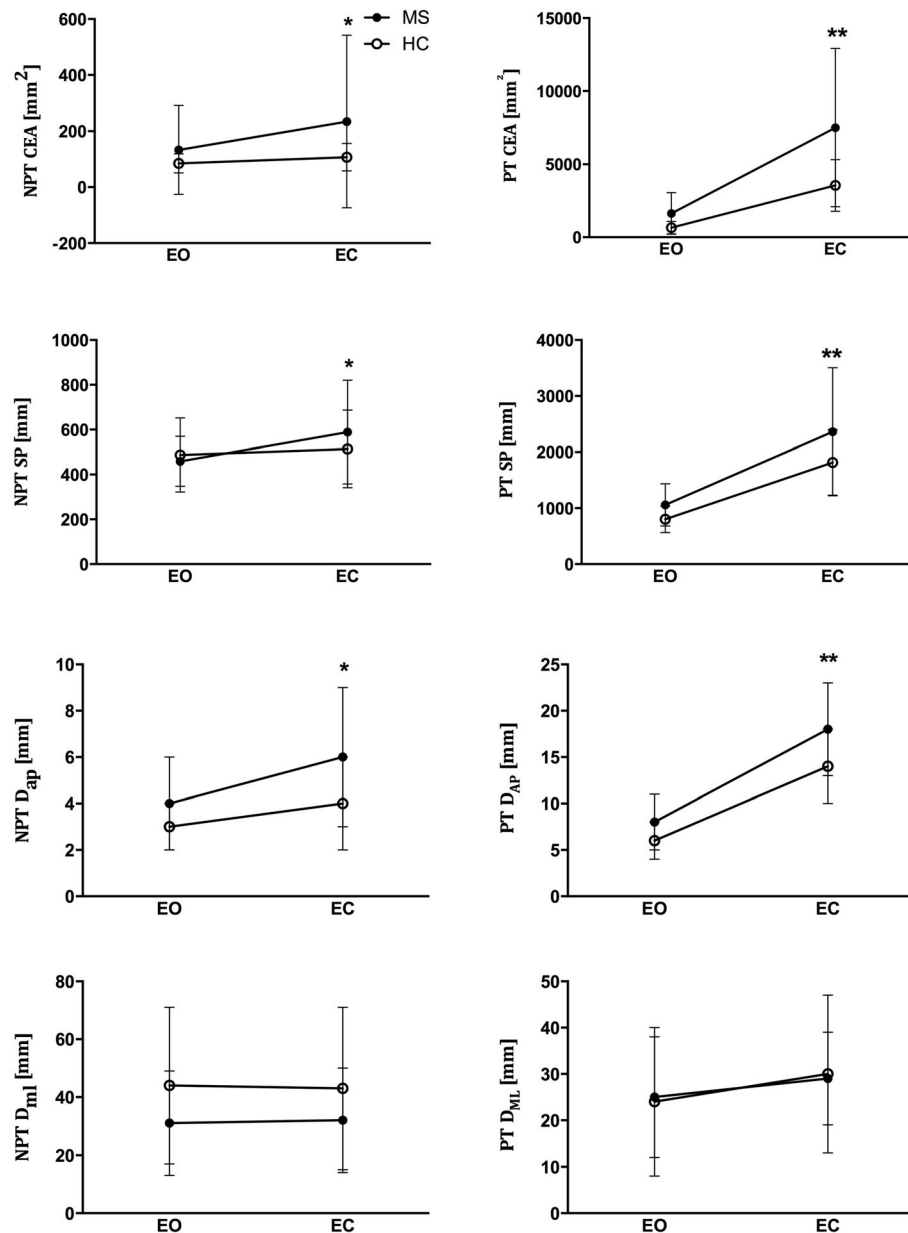 NPT CEA [mm²]
600
400
200
0
-200
EO EC
*
MS
HC
PT CEA [mm²]
15000
10000
5000
0
EO EC
**
NPT SP [mm]
1000
800
600
400
200
0
EO EC
*
PT SP [mm]
4000
3000
2000
1000
0
EO EC
**
NPT Dap [mm]
10
8
6
4
2
0
EO EC
*
PT DAP [mm]
25
20
15
10
5
0
EO EC
**
NPT Dml [mm]
80
60
40
20
0
EO EC
PT DML [mm]
50
40
30
20
10
0
EO EC